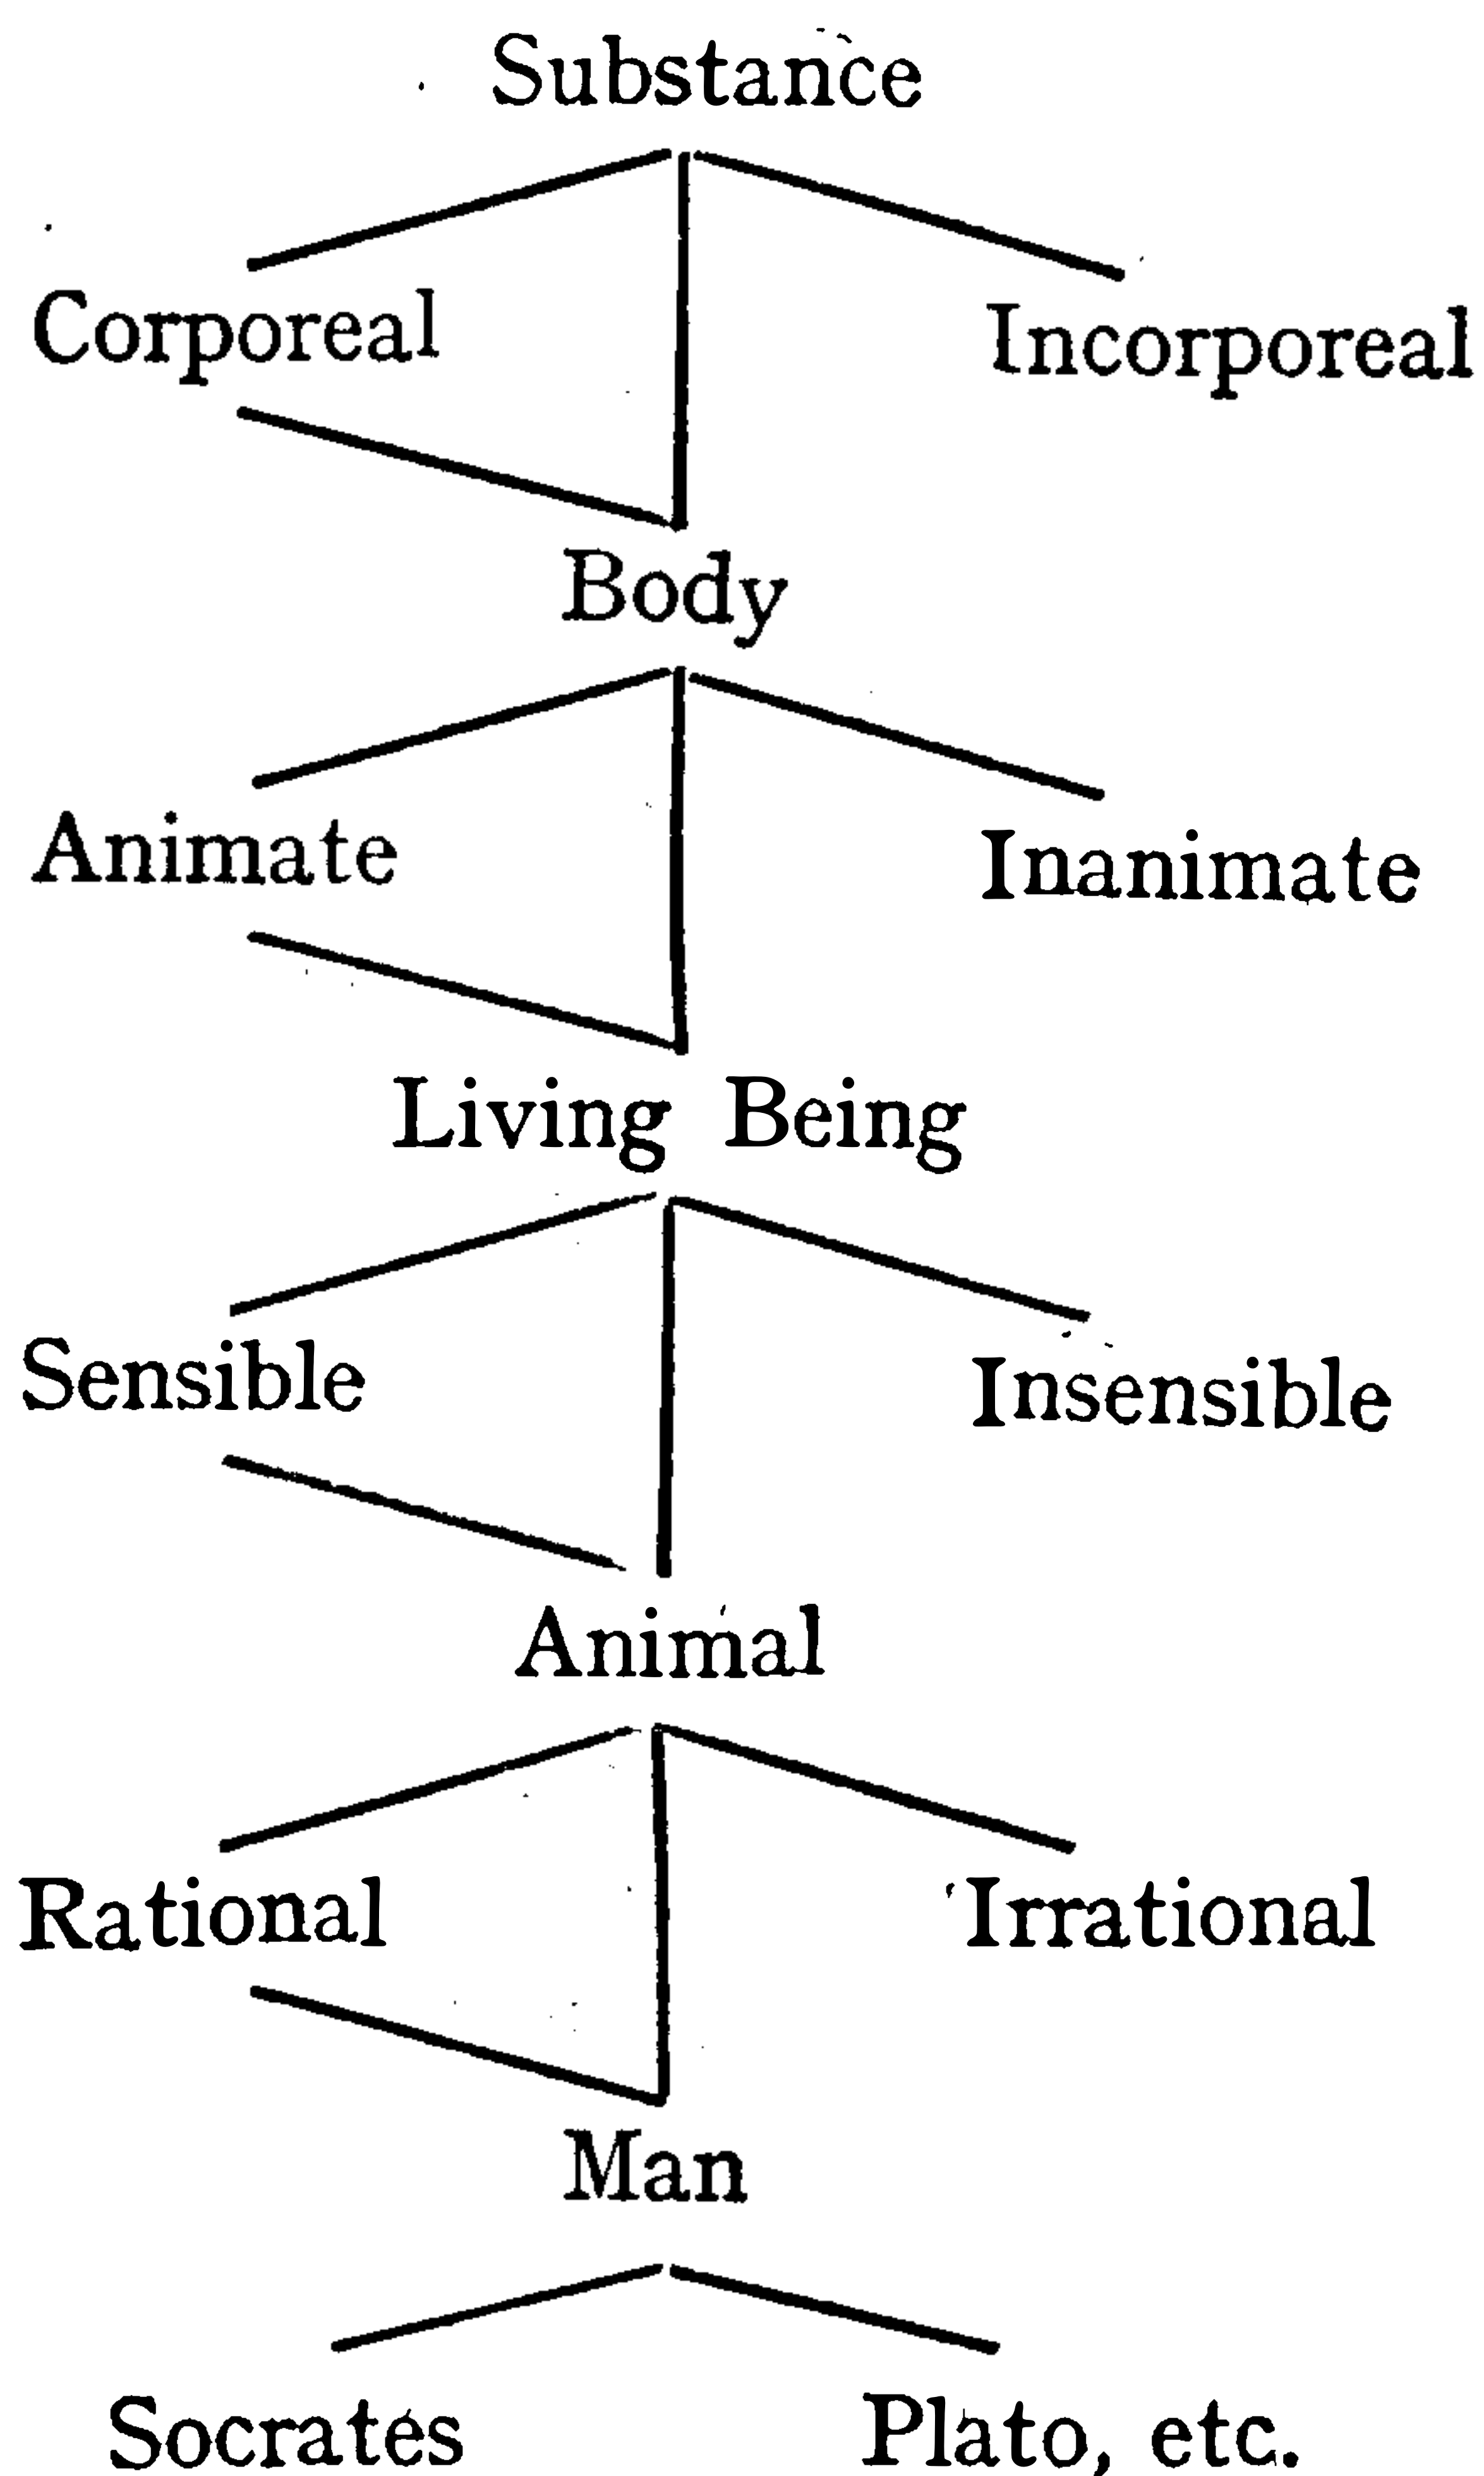 Substance
Corporeal
Incorporeal
Body
Animate
Inanimate
Living Being
Sensible
Insensible
Animal
Rational
Irrational
Man
Socrates
Plato, etc.